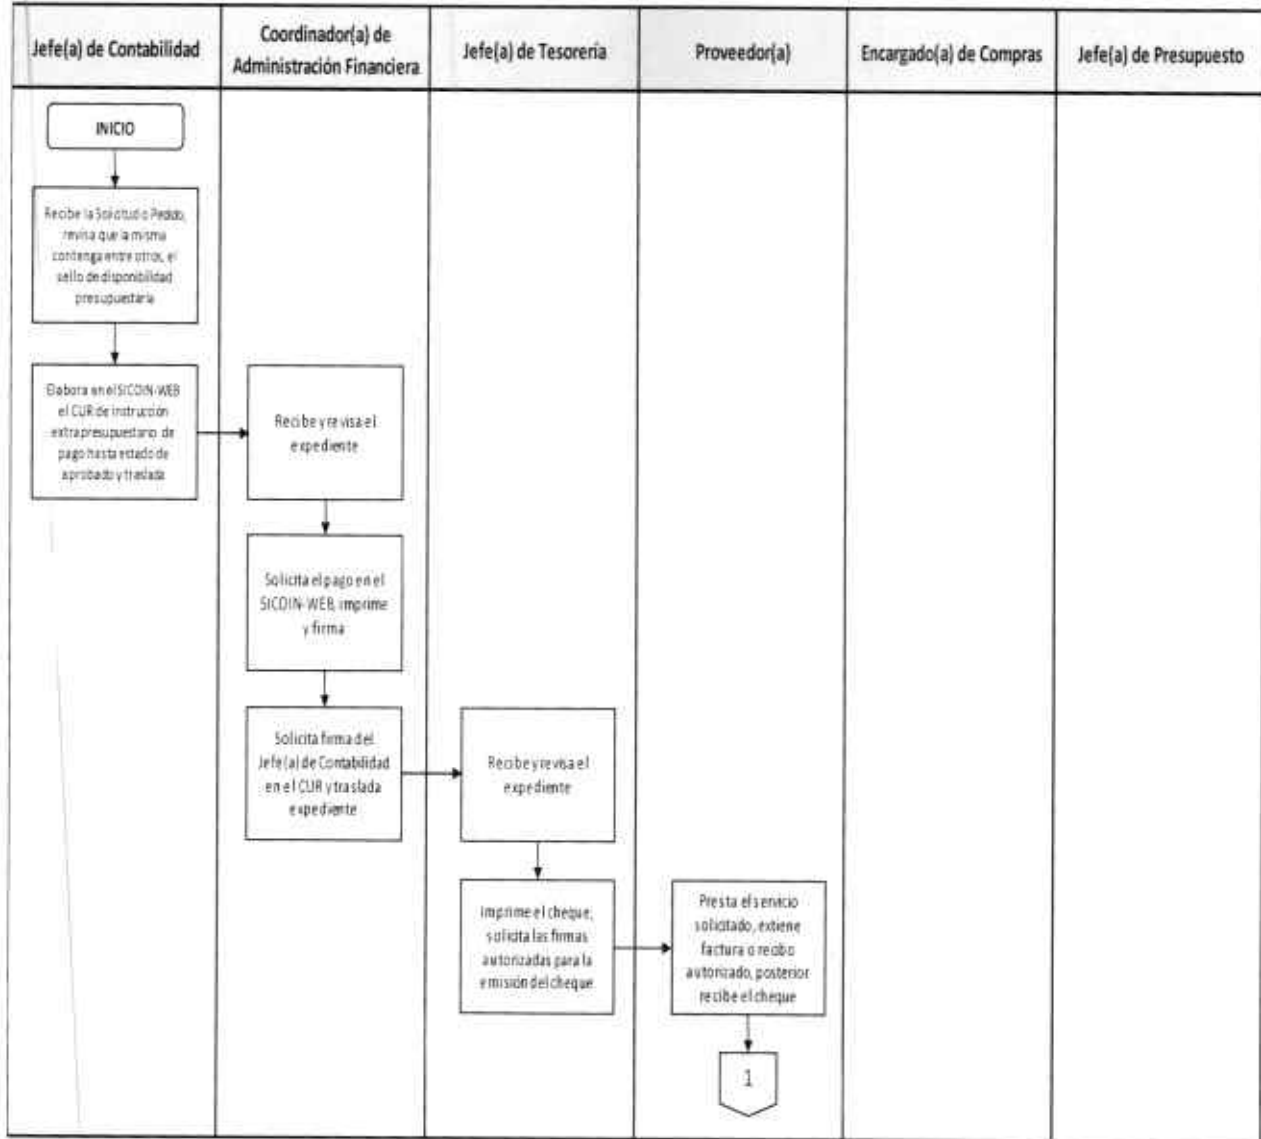 Jefe(a) de Contabilidad
Coordinador(a) de
Administración Financiera
Jefe(a) de Tesorería
Proveedor(a)
Encargado(a) de Compras
Jefe(a) de Presupuesto
INICIO
Recibe la Solicitud o Pedido,
revisa que la misma
contenga entre otros, el
sello de disponibilidad
presupuestaria
Elabora en el SICOIN-WEB
el CUR de instrucción
extrapresupuestario de
pago hasta estado de
aprobado y traslada
Recibe y revisa el
expediente
Solicita el pago en el
SICOIN-WEB, imprime
y firma
Solicita firma del
Jefe(a) de Contabilidad
en el CUR y traslada
expediente
Recibe y revisa el
expediente
Imprime el cheque,
solicita las firmas
autorizadas para la
emisión del cheque
Presta el servicio
solicitado, extiene
factura o recibo
autorizado, posterior
recibe el cheque
1